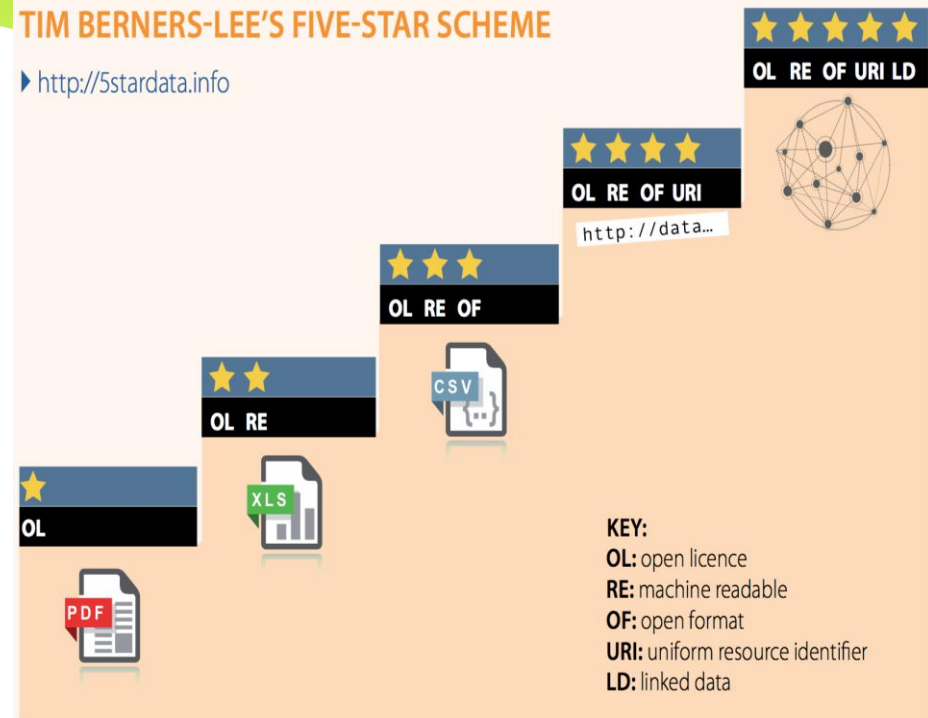 TIM BERNERS-LEE'S FIVE-STAR SCHEME
http://5stardata.info
OL RE OF URI LD
OL RE OF URI
http://data…
OL RE OF
CSV
{..}
OL RE
XLS
OL
PDF
KEY:
OL: open licence
RE: machine readable
OF: open format
URI: uniform resource identifier
LD: linked data